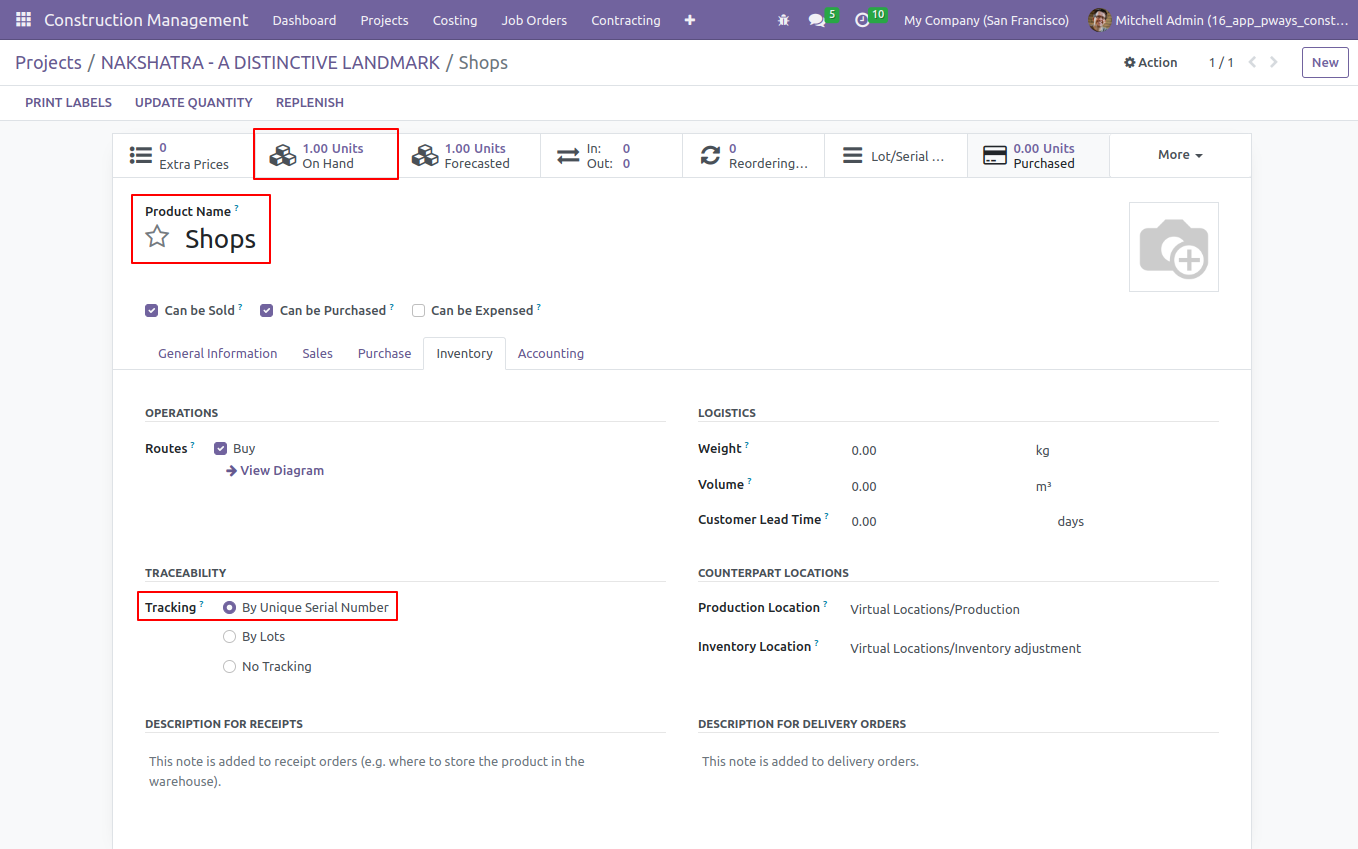 Construction Management Dashboard Projects Costing Job Orders Contracting 5 10 My Company (San Francisco) Mitchell Admin (16_app_pways_const...
Projects / NAKSHATRA - A DISTINCTIVE LANDMARK / Shops Action 1 / 1 New
PRINT LABELS UPDATE QUANTITY REPLENISH
0 1.00 Units 1.00 Units In: 0 0 0.00 Units
Extra Prices On Hand Forecasted Out: 0 Reordering... Lot/Serial ... Purchased More
Product Name ?
Shops
Can be Sold ? Can be Purchased ? Can be Expensed ?
General Information Sales Purchase Inventory Accounting
OPERATIONS LOGISTICS
Routes ? Buy Weight ? 0.00 kg
View Diagram
Volume ? 0.00 m³
Customer Lead Time ? 0.00 days
TRACEABILITY COUNTERPART LOCATIONS
Tracking ? By Unique Serial Number Production Location ? Virtual Locations/Production
By Lots
Inventory Location ? Virtual Locations/Inventory adjustment
No Tracking
DESCRIPTION FOR RECEIPTS DESCRIPTION FOR DELIVERY ORDERS
This note is added to receipt orders (e.g. where to store the product in the This note is added to delivery orders.
warehouse).